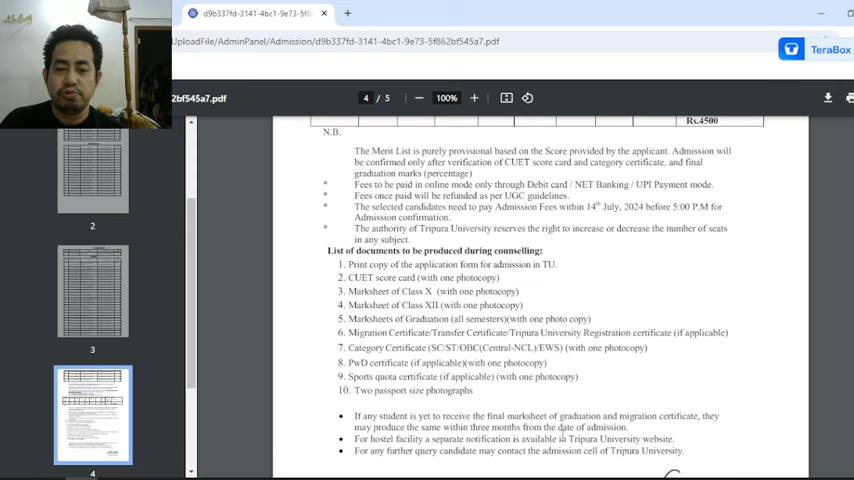 d9b337fd-3141-4bc1-9e73-5f862bf5
UploadFile/AdminPanel/Admission/d9b337fd-3141-4bc1-9e73-5f862bf545a7.pdf
TeraBox
2bf545a7.pdf
4 / 5
100%
Rs.4500
N.B.
The Merit List is purely provisional based on the Score provided by the applicant. Admission will
be confirmed only after verification of CUET score card and category certificate, and final
graduation marks (percentage)
* Fees to be paid in online mode only through Debit card / NET Banking / UPI Payment mode.
* Fees once paid will be refunded as per UGC guidelines.
* The selected candidates need to pay Admission Fees within 14th July, 2024 before 5:00 P.M for
Admission confirmation.
* The authority of Tripura University reserves the right to increase or decrease the number of seats
in any subject.
List of documents to be produced during counselling:
1. Print copy of the application form for admission in TU.
2. CUET score card (with one photocopy)
3. Marksheet of Class X (with one photocopy)
4. Marksheet of Class XII (with one photocopy)
5. Marksheets of Graduation (all semesters)(with one photo copy)
6. Migration Certificate/Transfer Certificate/Tripura University Registration certificate (if applicable)
7. Category Certificate (SC/ST/OBC(Central-NCL)/EWS) (with one photocopy)
8. PwD certificate (if applicable)(with one photocopy)
9. Sports quota certificate (if applicable) (with one photocopy)
10. Two passport size photographs
• If any student is yet to receive the final marksheet of graduation and migration certificate, they
may produce the same within three months from the date of admission.
• For hostel facility a separate notification is available in Tripura University website.
• For any further query candidate may contact the admission cell of Tripura University.
2
3
4